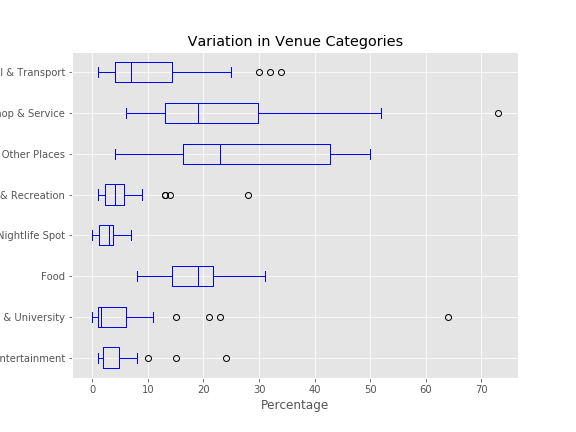 Variation in Venue Categories
l & Transport
op & Service
Other Places
& Recreation
Nightlife Spot
Food
& University
ntertainment
0 10 20 30 40 50 60 70
Percentage